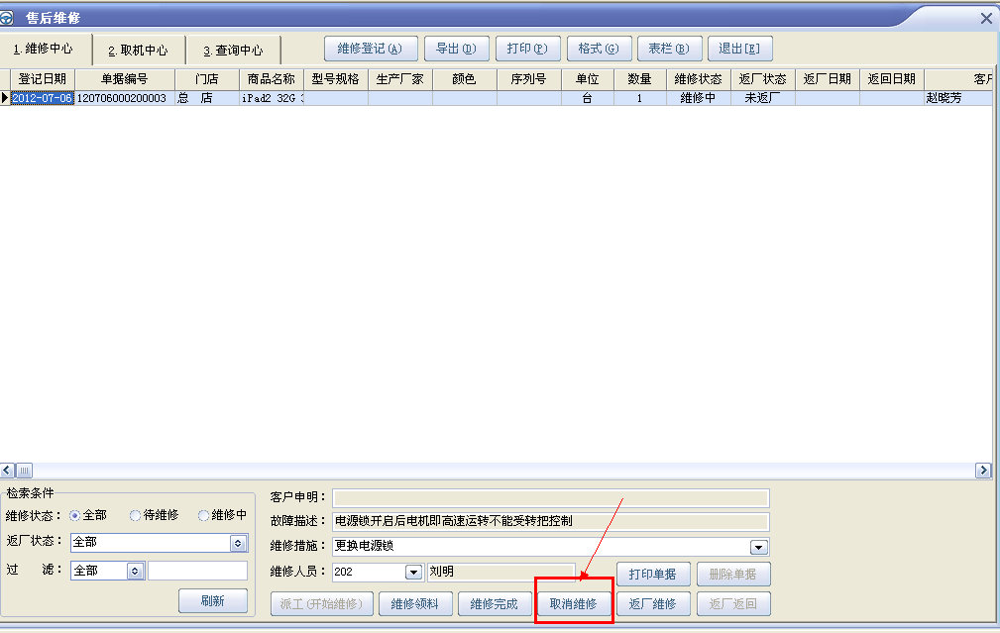 售后维修
1.维修中心 2.取机中心 3.查询中心 维修登记(A) 导出(D) 打印(P) 格式(G) 表栏(B) 退出[E]
登记日期 单据编号 门店 商品名称 型号规格 生产厂家 颜色 序列号 单位 数量 维修状态 返厂状态 返厂日期 返回日期 客户
2012-07-06 120706000200003 总 店 iPad2 32G 台 1 维修中 未返厂 赵晓芳
检索条件
维修状态： 全部 待维修 维修中
返厂状态： 全部
过 滤： 全部
刷新
客户申明：
故障描述： 电源锁开启后电机即高速运转不能受转把控制
维修措施： 更换电源锁
维修人员： 202 刘明 打印单据 删除单据
派工(开始维修) 维修领料 维修完成 取消维修 返厂维修 返厂返回